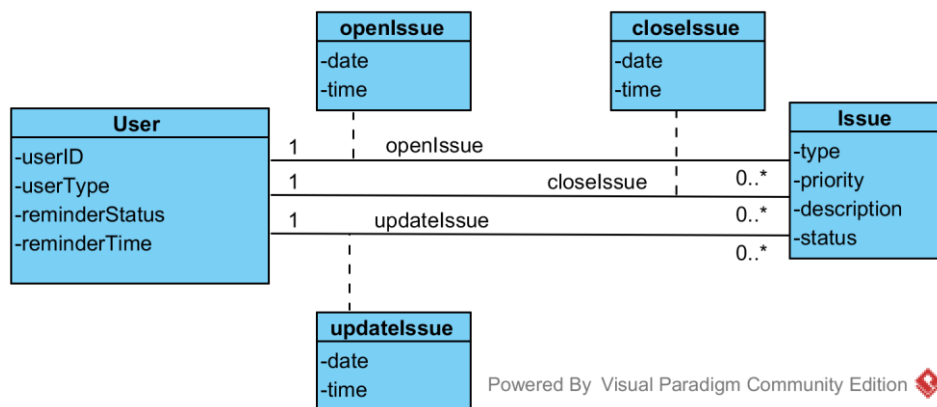 openIssue
-date
-time
closeIssue
-date
-time
User
-userID
-userType
-reminderStatus
-reminderTime
Issue
-type
-priority
-description
-status
1
openIssue
0..*
1
closeIssue
0..*
1
updateIssue
0..*
updateIssue
-date
-time
Powered By Visual Paradigm Community Edition